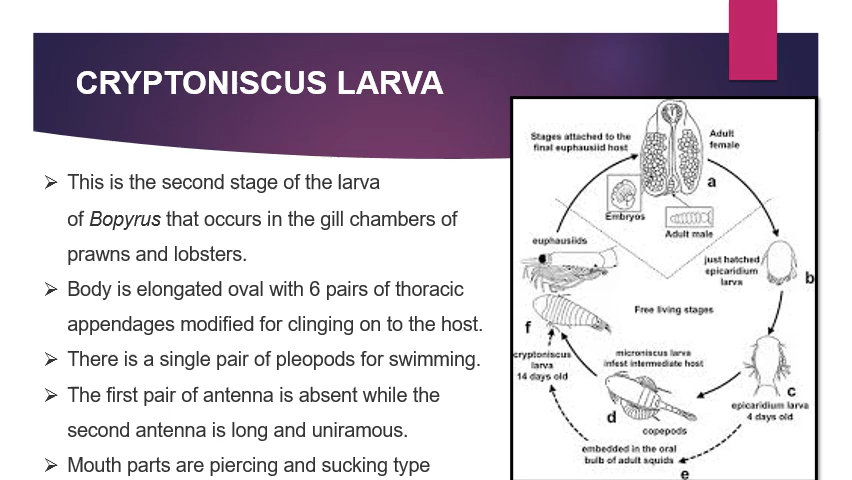 CRYPTONISCUS LARVA
➢ This is the second stage of the larva
of Bopyrus that occurs in the gill chambers of
prawns and lobsters.
➢ Body is elongated oval with 6 pairs of thoracic
appendages modified for clinging on to the host.
➢ There is a single pair of pleopods for swimming.
➢ The first pair of antenna is absent while the
second antenna is long and uniramous.
➢ Mouth parts are piercing and sucking type
Stages attached to the
final euphausiid host
Adult
female
a
Embryos
Adult male
euphausiids
just hatched
epicaridium
larva
b
Free living stages
f
cryptoniscus
larva
14 days old
microniscus larva
infest intermediate host
c
epicaridium larva
4 days old
d
copepods
embedded in the oral
bulb of adult squids
e